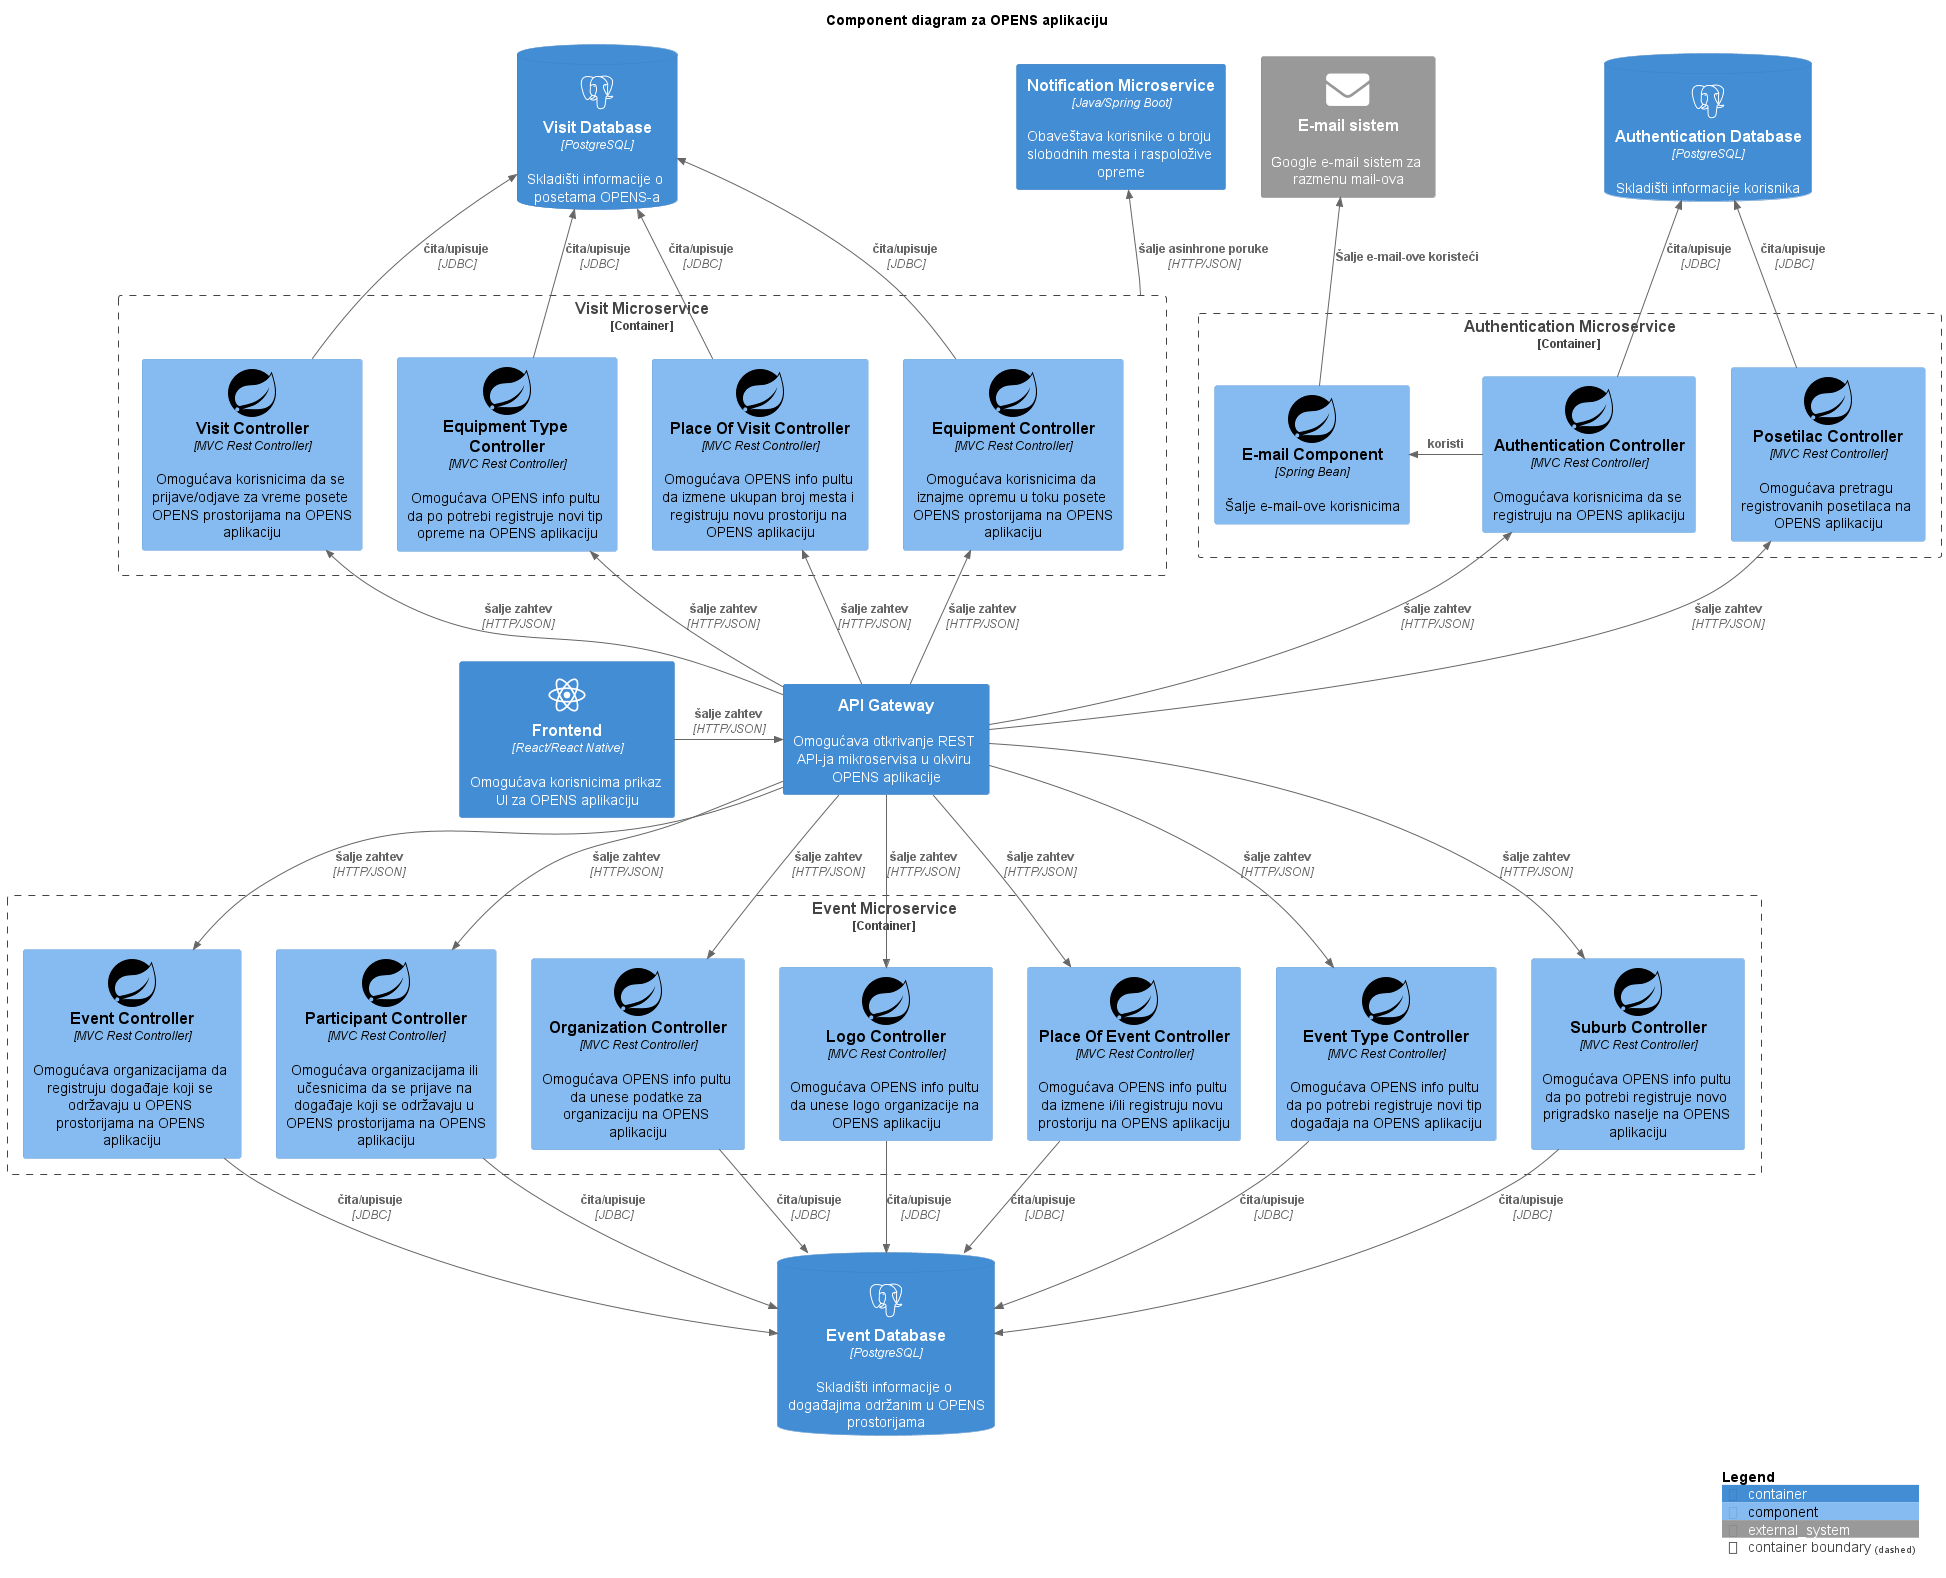 Component diagram za OPENS aplikaciju
Visit Database
[PostgreSQL]
Skladišti informacije o
posetama OPENS-a
Notification Microservice
[Java/Spring Boot]
Obaveštava korisnike o broju
slobodnih mesta i raspoložive
opreme
E-mail sistem
Google e-mail sistem za
razmenu mail-ova
Authentication Database
[PostgreSQL]
Skladišti informacije korisnika
čita/upisuje
[JDBC]
čita/upisuje
[JDBC]
čita/upisuje
[JDBC]
čita/upisuje
[JDBC]
šalje asinhrone poruke
[HTTP/JSON]
Šalje e-mail-ove koristeći
čita/upisuje
[JDBC]
čita/upisuje
[JDBC]
Visit Microservice
[Container]
Visit Controller
[MVC Rest Controller]
Omogućava korisnicima da se
prijave/odjave za vreme posete
OPENS prostorijama na OPENS
aplikaciju
Equipment Type
Controller
[MVC Rest Controller]
Omogućava OPENS info pultu
da po potrebi registruje novi tip
opreme na OPENS aplikaciju
Place Of Visit Controller
[MVC Rest Controller]
Omogućava OPENS info pultu
da izmene ukupan broj mesta i
registruju novu prostoriju na
OPENS aplikaciju
Equipment Controller
[MVC Rest Controller]
Omogućava korisnicima da
iznajme opremu u toku posete
OPENS prostorijama na OPENS
aplikaciju
Authentication Microservice
[Container]
E-mail Component
[Spring Bean]
Šalje e-mail-ove korisnicima
koristi
Authentication Controller
[MVC Rest Controller]
Omogućava korisnicima da se
registruju na OPENS aplikaciju
Posetilac Controller
[MVC Rest Controller]
Omogućava pretragu
registrovanih posetilaca na
OPENS aplikaciju
šalje zahtev
[HTTP/JSON]
šalje zahtev
[HTTP/JSON]
šalje zahtev
[HTTP/JSON]
šalje zahtev
[HTTP/JSON]
šalje zahtev
[HTTP/JSON]
šalje zahtev
[HTTP/JSON]
Frontend
[React/React Native]
Omogućava korisnicima prikaz
UI za OPENS aplikaciju
šalje zahtev
[HTTP/JSON]
API Gateway
Omogućava otkrivanje REST
API-ja mikroservisa u okviru
OPENS aplikacije
šalje zahtev
[HTTP/JSON]
šalje zahtev
[HTTP/JSON]
šalje zahtev
[HTTP/JSON]
šalje zahtev
[HTTP/JSON]
šalje zahtev
[HTTP/JSON]
šalje zahtev
[HTTP/JSON]
šalje zahtev
[HTTP/JSON]
Event Microservice
[Container]
Event Controller
[MVC Rest Controller]
Omogućava organizacijama da
registruju događaje koji se
održavaju u OPENS
prostorijama na OPENS
aplikaciju
Participant Controller
[MVC Rest Controller]
Omogućava organizacijama ili
učesnicima da se prijave na
događaje koji se održavaju u
OPENS prostorijama na OPENS
aplikaciju
Organization Controller
[MVC Rest Controller]
Omogućava OPENS info pultu
da unese podatke za
organizaciju na OPENS
aplikaciju
Logo Controller
[MVC Rest Controller]
Omogućava OPENS info pultu
da unese logo organizacije na
OPENS aplikaciju
Place Of Event Controller
[MVC Rest Controller]
Omogućava OPENS info pultu
da izmene i/ili registruju novu
prostoriju na OPENS aplikaciju
Event Type Controller
[MVC Rest Controller]
Omogućava OPENS info pultu
da po potrebi registruje novi tip
događaja na OPENS aplikaciju
Suburb Controller
[MVC Rest Controller]
Omogućava OPENS info pultu
da po potrebi registruje novo
prigradsko naselje na OPENS
aplikaciju
čita/upisuje
[JDBC]
čita/upisuje
[JDBC]
čita/upisuje
[JDBC]
čita/upisuje
[JDBC]
čita/upisuje
[JDBC]
čita/upisuje
[JDBC]
čita/upisuje
[JDBC]
Event Database
[PostgreSQL]
Skladišti informacije o
događajima održanim u OPENS
prostorijama
Legend
container
component
external_system
container boundary (dashed)